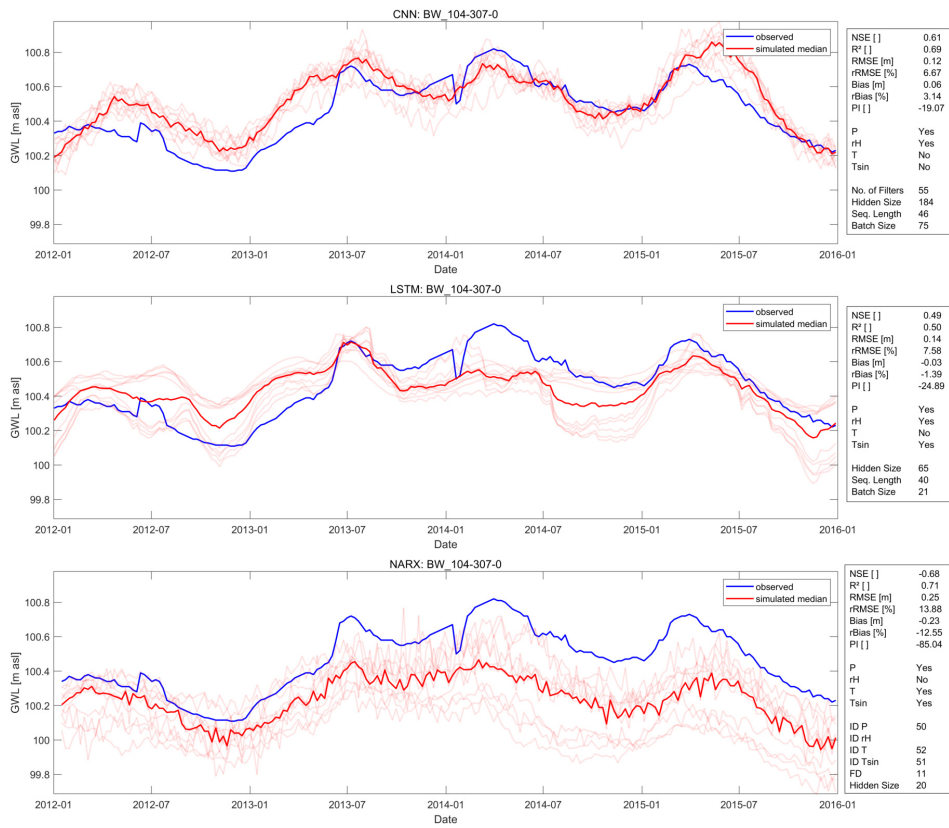 CNN: BW_104-307-0
observed
simulated median
100.8
100.6
100.4
100.2
100
99.8
GWL [m asl]
2012-01 2012-07 2013-01 2013-07 2014-01 2014-07 2015-01 2015-07 2016-01
Date
NSE [ ] 0.61
R² [ ] 0.69
RMSE [m] 0.12
rRMSE [%] 6.67
Bias [m] 0.06
rBias [%] 3.14
PI [ ] -19.07
P Yes
rH Yes
T No
Tsin No
No. of Filters 55
Hidden Size 184
Seq. Length 46
Batch Size 75
LSTM: BW_104-307-0
observed
simulated median
100.8
100.6
100.4
100.2
100
99.8
GWL [m asl]
2012-01 2012-07 2013-01 2013-07 2014-01 2014-07 2015-01 2015-07 2016-01
Date
NSE [ ] 0.49
R² [ ] 0.50
RMSE [m] 0.14
rRMSE [%] 7.58
Bias [m] -0.03
rBias [%] -1.39
PI [ ] -24.89
P Yes
rH Yes
T No
Tsin Yes
Hidden Size 65
Seq. Length 40
Batch Size 21
NARX: BW_104-307-0
observed
simulated median
100.8
100.6
100.4
100.2
100
99.8
GWL [m asl]
2012-01 2012-07 2013-01 2013-07 2014-01 2014-07 2015-01 2015-07 2016-01
Date
NSE [ ] -0.68
R² [ ] 0.71
RMSE [m] 0.25
rRMSE [%] 13.88
Bias [m] -0.23
rBias [%] -12.55
PI [ ] -85.04
P Yes
rH No
T Yes
Tsin Yes
ID P 50
ID rH
ID T 52
ID Tsin 51
FD 11
Hidden Size 20